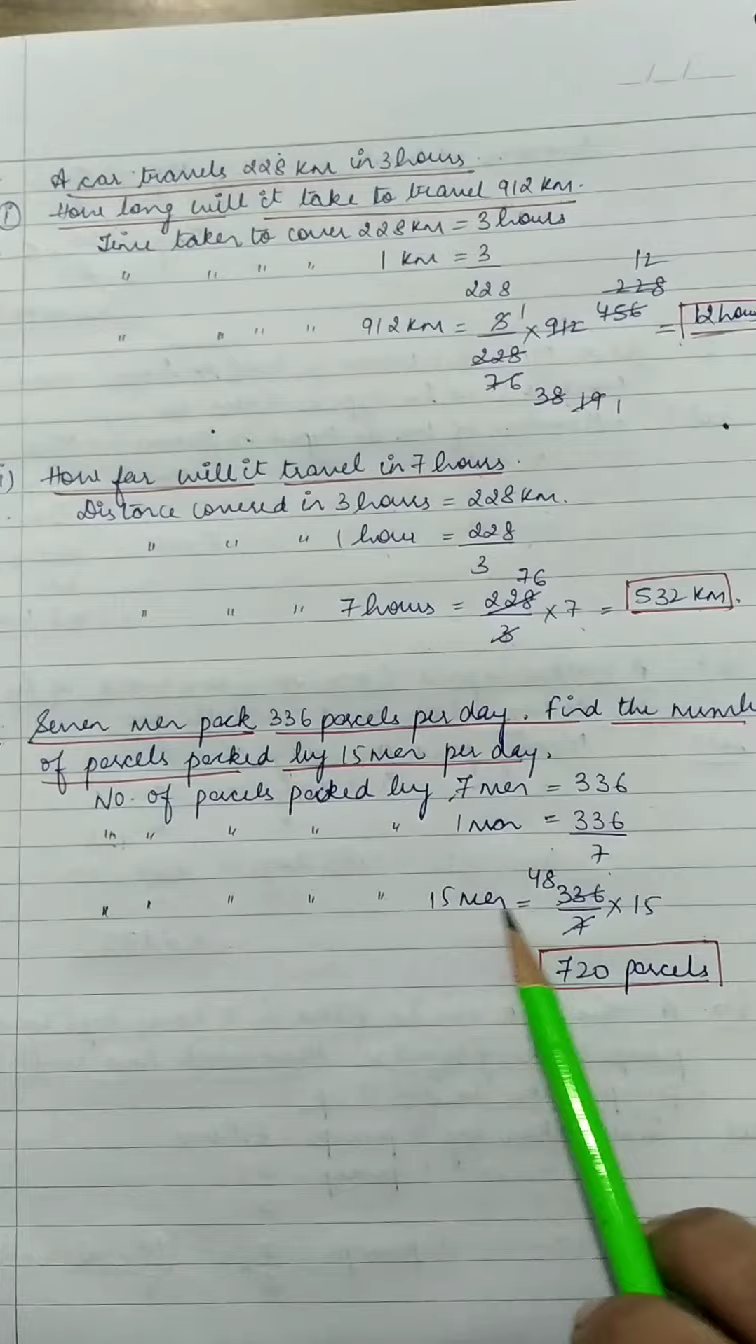 A car travels 228 km in 3 hours.
i) How long will it take to travel 912 km.
Time taken to cover 228 km = 3 hours
" " " " 1 km = 3
228
12
228
" " " " 912 km = 3 1 × 912 456 = 12 hou
228
76 38 19 1
i) How far will it travel in 7 hours.
Distance covered in 3 hours = 228 km.
" " " 1 hour = 228
3
76
" " " 7 hours = 228 × 7 = 532 km.
3
Seven men pack 336 parcels per day. Find the numbe
of parcels packed by 15 men per day.
No. of parcels packed by 7 men = 336
" " " " " 1 man = 336
7
" " " " " 15 men = 48 336 × 15
7
720 parcels